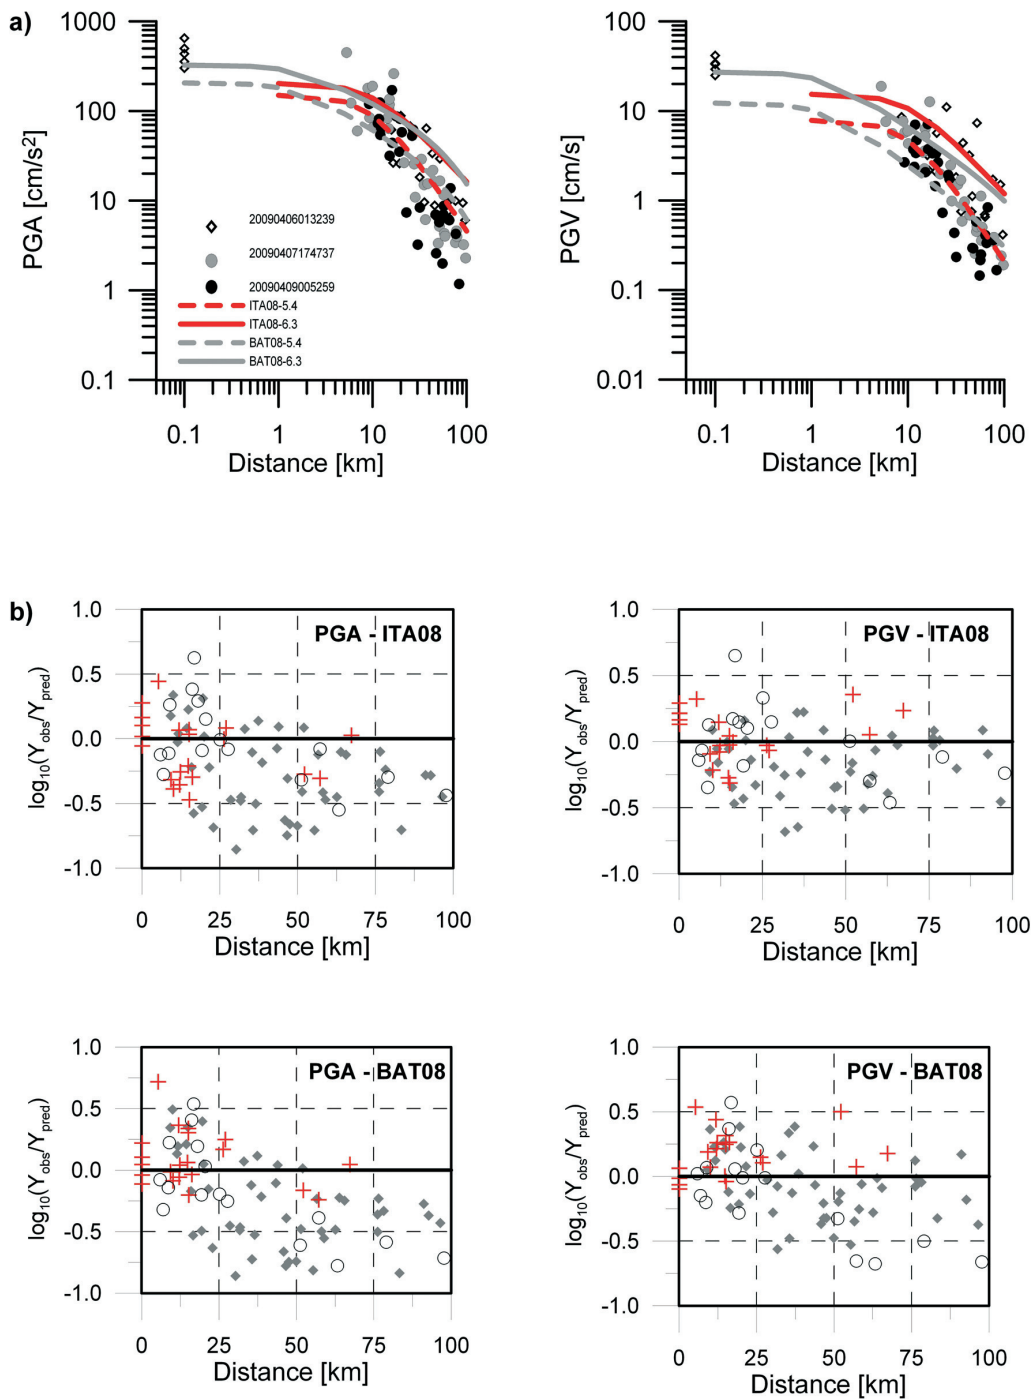 a)
PGA [cm/s²]
1000
100
10
1
0.1
0.1 1 10 100
Distance [km]
20090406013239
20090407174737
20090409005259
ITA08-5.4
ITA08-6.3
BAT08-5.4
BAT08-6.3
PGV [cm/s]
100
10
1
0.1
0.01
0.1 1 10 100
Distance [km]
b)
PGA - ITA08
log₁₀(Yobs/Ypred)
1.0
0.5
0.0
-0.5
-1.0
0 25 50 75 100
Distance [km]
PGV - ITA08
log₁₀(Yobs/Ypred)
1.0
0.5
0.0
-0.5
-1.0
0 25 50 75 100
Distance [km]
PGA - BAT08
log₁₀(Yobs/Ypred)
1.0
0.5
0.0
-0.5
-1.0
0 25 50 75 100
Distance [km]
PGV - BAT08
log₁₀(Yobs/Ypred)
1.0
0.5
0.0
-0.5
-1.0
0 25 50 75 100
Distance [km]